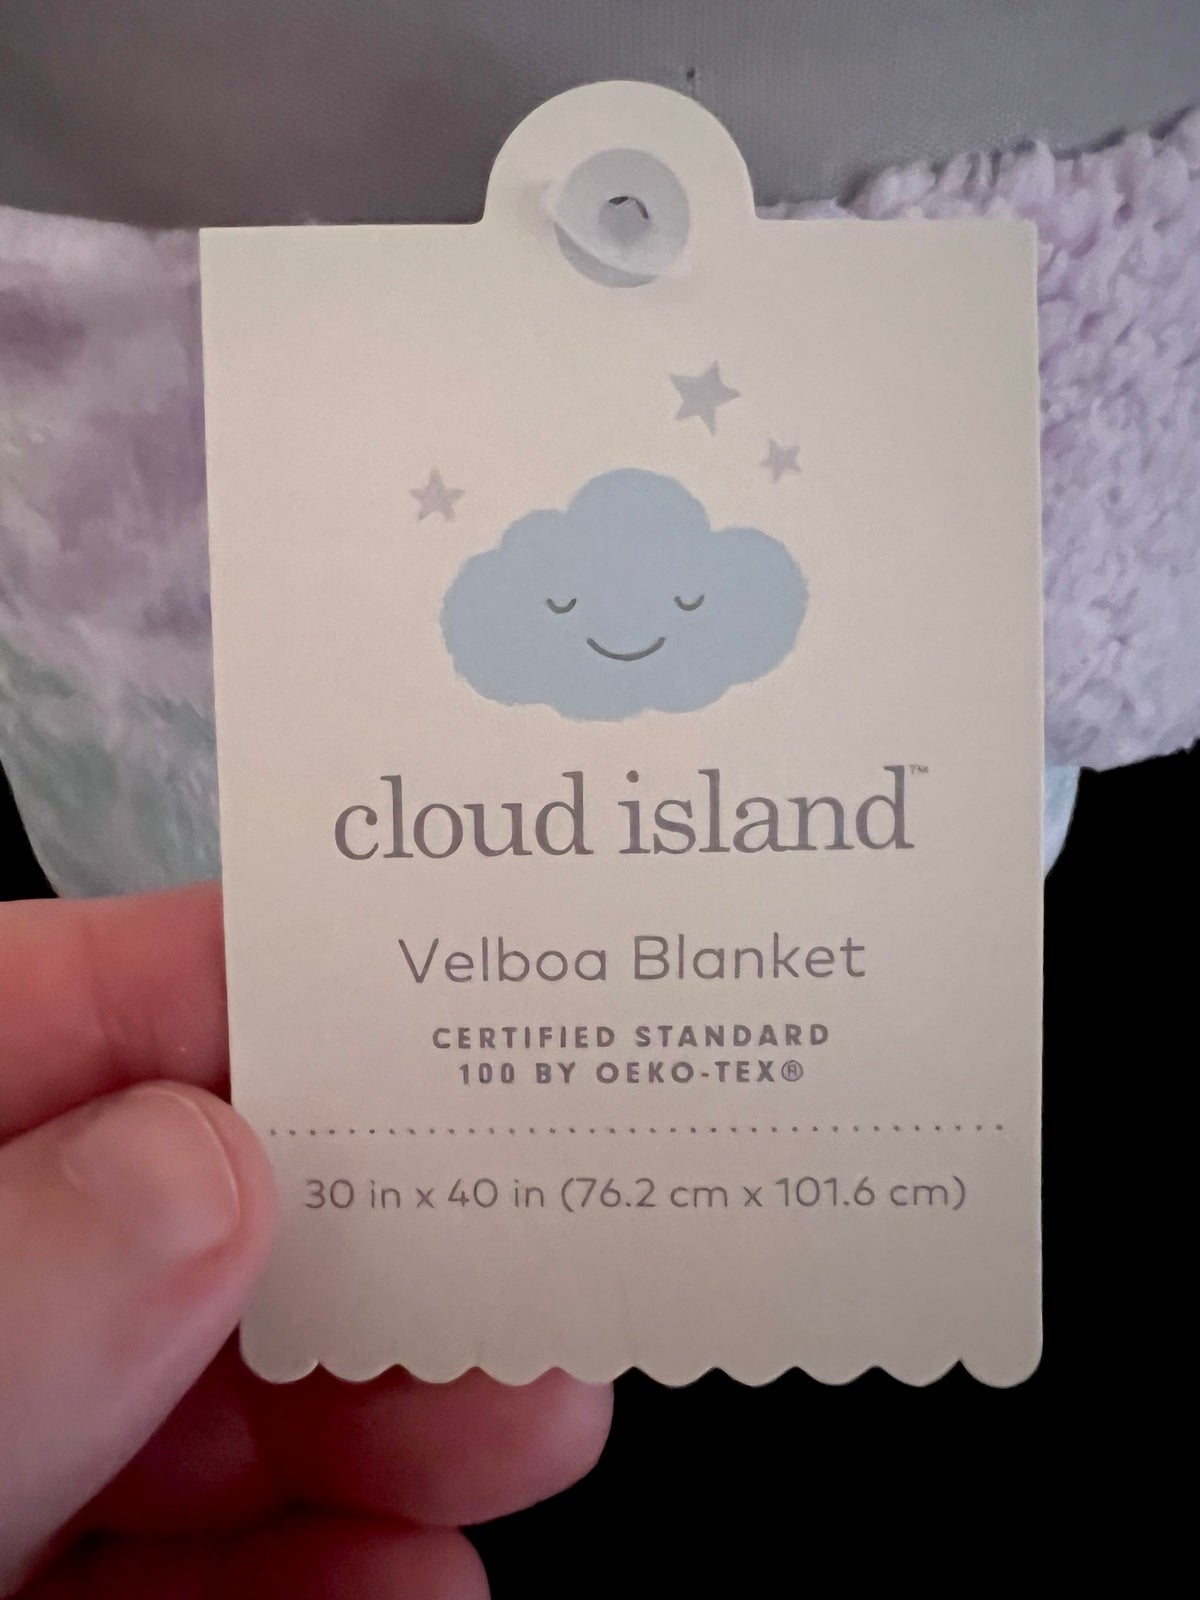 cloud island™
Velboa Blanket
CERTIFIED STANDARD
100 BY OEKO-TEX®
30 in x 40 in (76.2 cm x 101.6 cm)